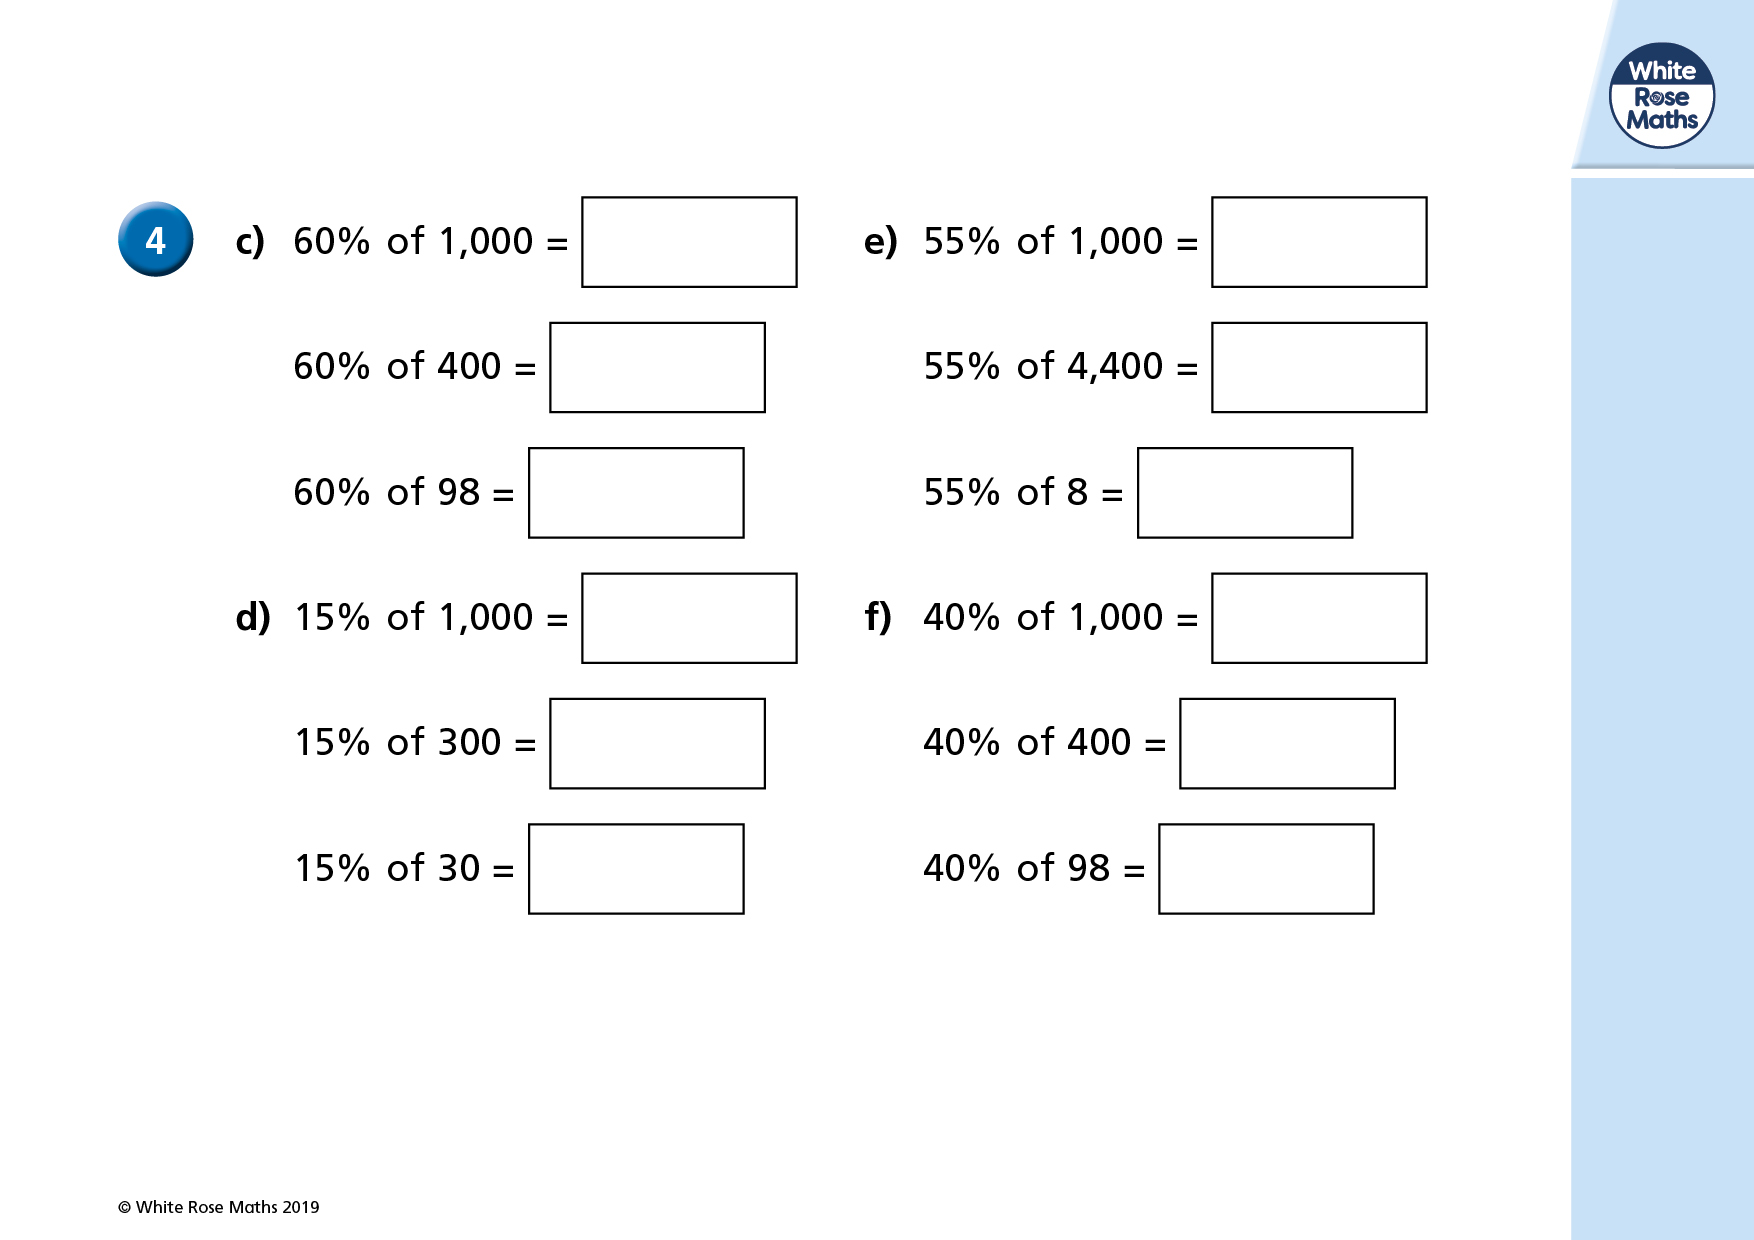 White
Rose
Maths
4
c) 60% of 1,000 =
60% of 400 =
60% of 98 =
d) 15% of 1,000 =
15% of 300 =
15% of 30 =
e) 55% of 1,000 =
55% of 4,400 =
55% of 8 =
f) 40% of 1,000 =
40% of 400 =
40% of 98 =
© White Rose Maths 2019